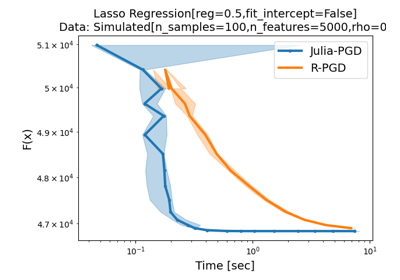 Lasso Regression[reg=0.5,fit_intercept=False]
Data: Simulated[n_samples=100,n_features=5000,rho=0
5.1 × 10⁴
5 × 10⁴
4.9 × 10⁴
4.8 × 10⁴
4.7 × 10⁴
F(x)
Julia-PGD
R-PGD
10⁻¹
10⁰
10¹
Time [sec]